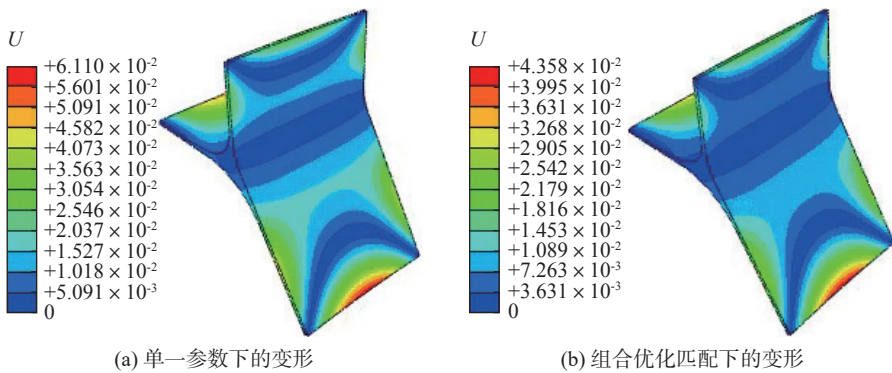 U
+6.110 × 10⁻²
+5.601 × 10⁻²
+5.091 × 10⁻²
+4.582 × 10⁻²
+4.073 × 10⁻²
+3.563 × 10⁻²
+3.054 × 10⁻²
+2.546 × 10⁻²
+2.037 × 10⁻²
+1.527 × 10⁻²
+1.018 × 10⁻²
+5.091 × 10⁻³
0
(a) 单一参数下的变形
U
+4.358 × 10⁻²
+3.995 × 10⁻²
+3.631 × 10⁻²
+3.268 × 10⁻²
+2.905 × 10⁻²
+2.542 × 10⁻²
+2.179 × 10⁻²
+1.816 × 10⁻²
+1.453 × 10⁻²
+1.089 × 10⁻²
+7.263 × 10⁻³
+3.631 × 10⁻³
0
(b) 组合优化匹配下的变形